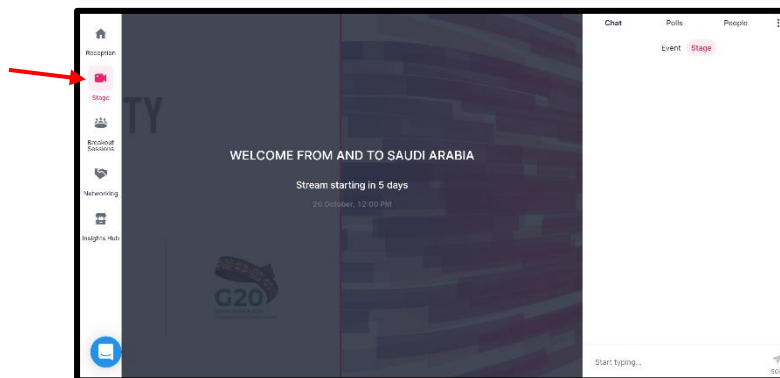 Reception
Stage
Breakout
Sessions
Networking
Insights Hub
TY
WELCOME FROM AND TO SAUDI ARABIA
Stream starting in 5 days
26 October, 12:00 PM
G20
Chat Polls People
Event Stage
Start typing...